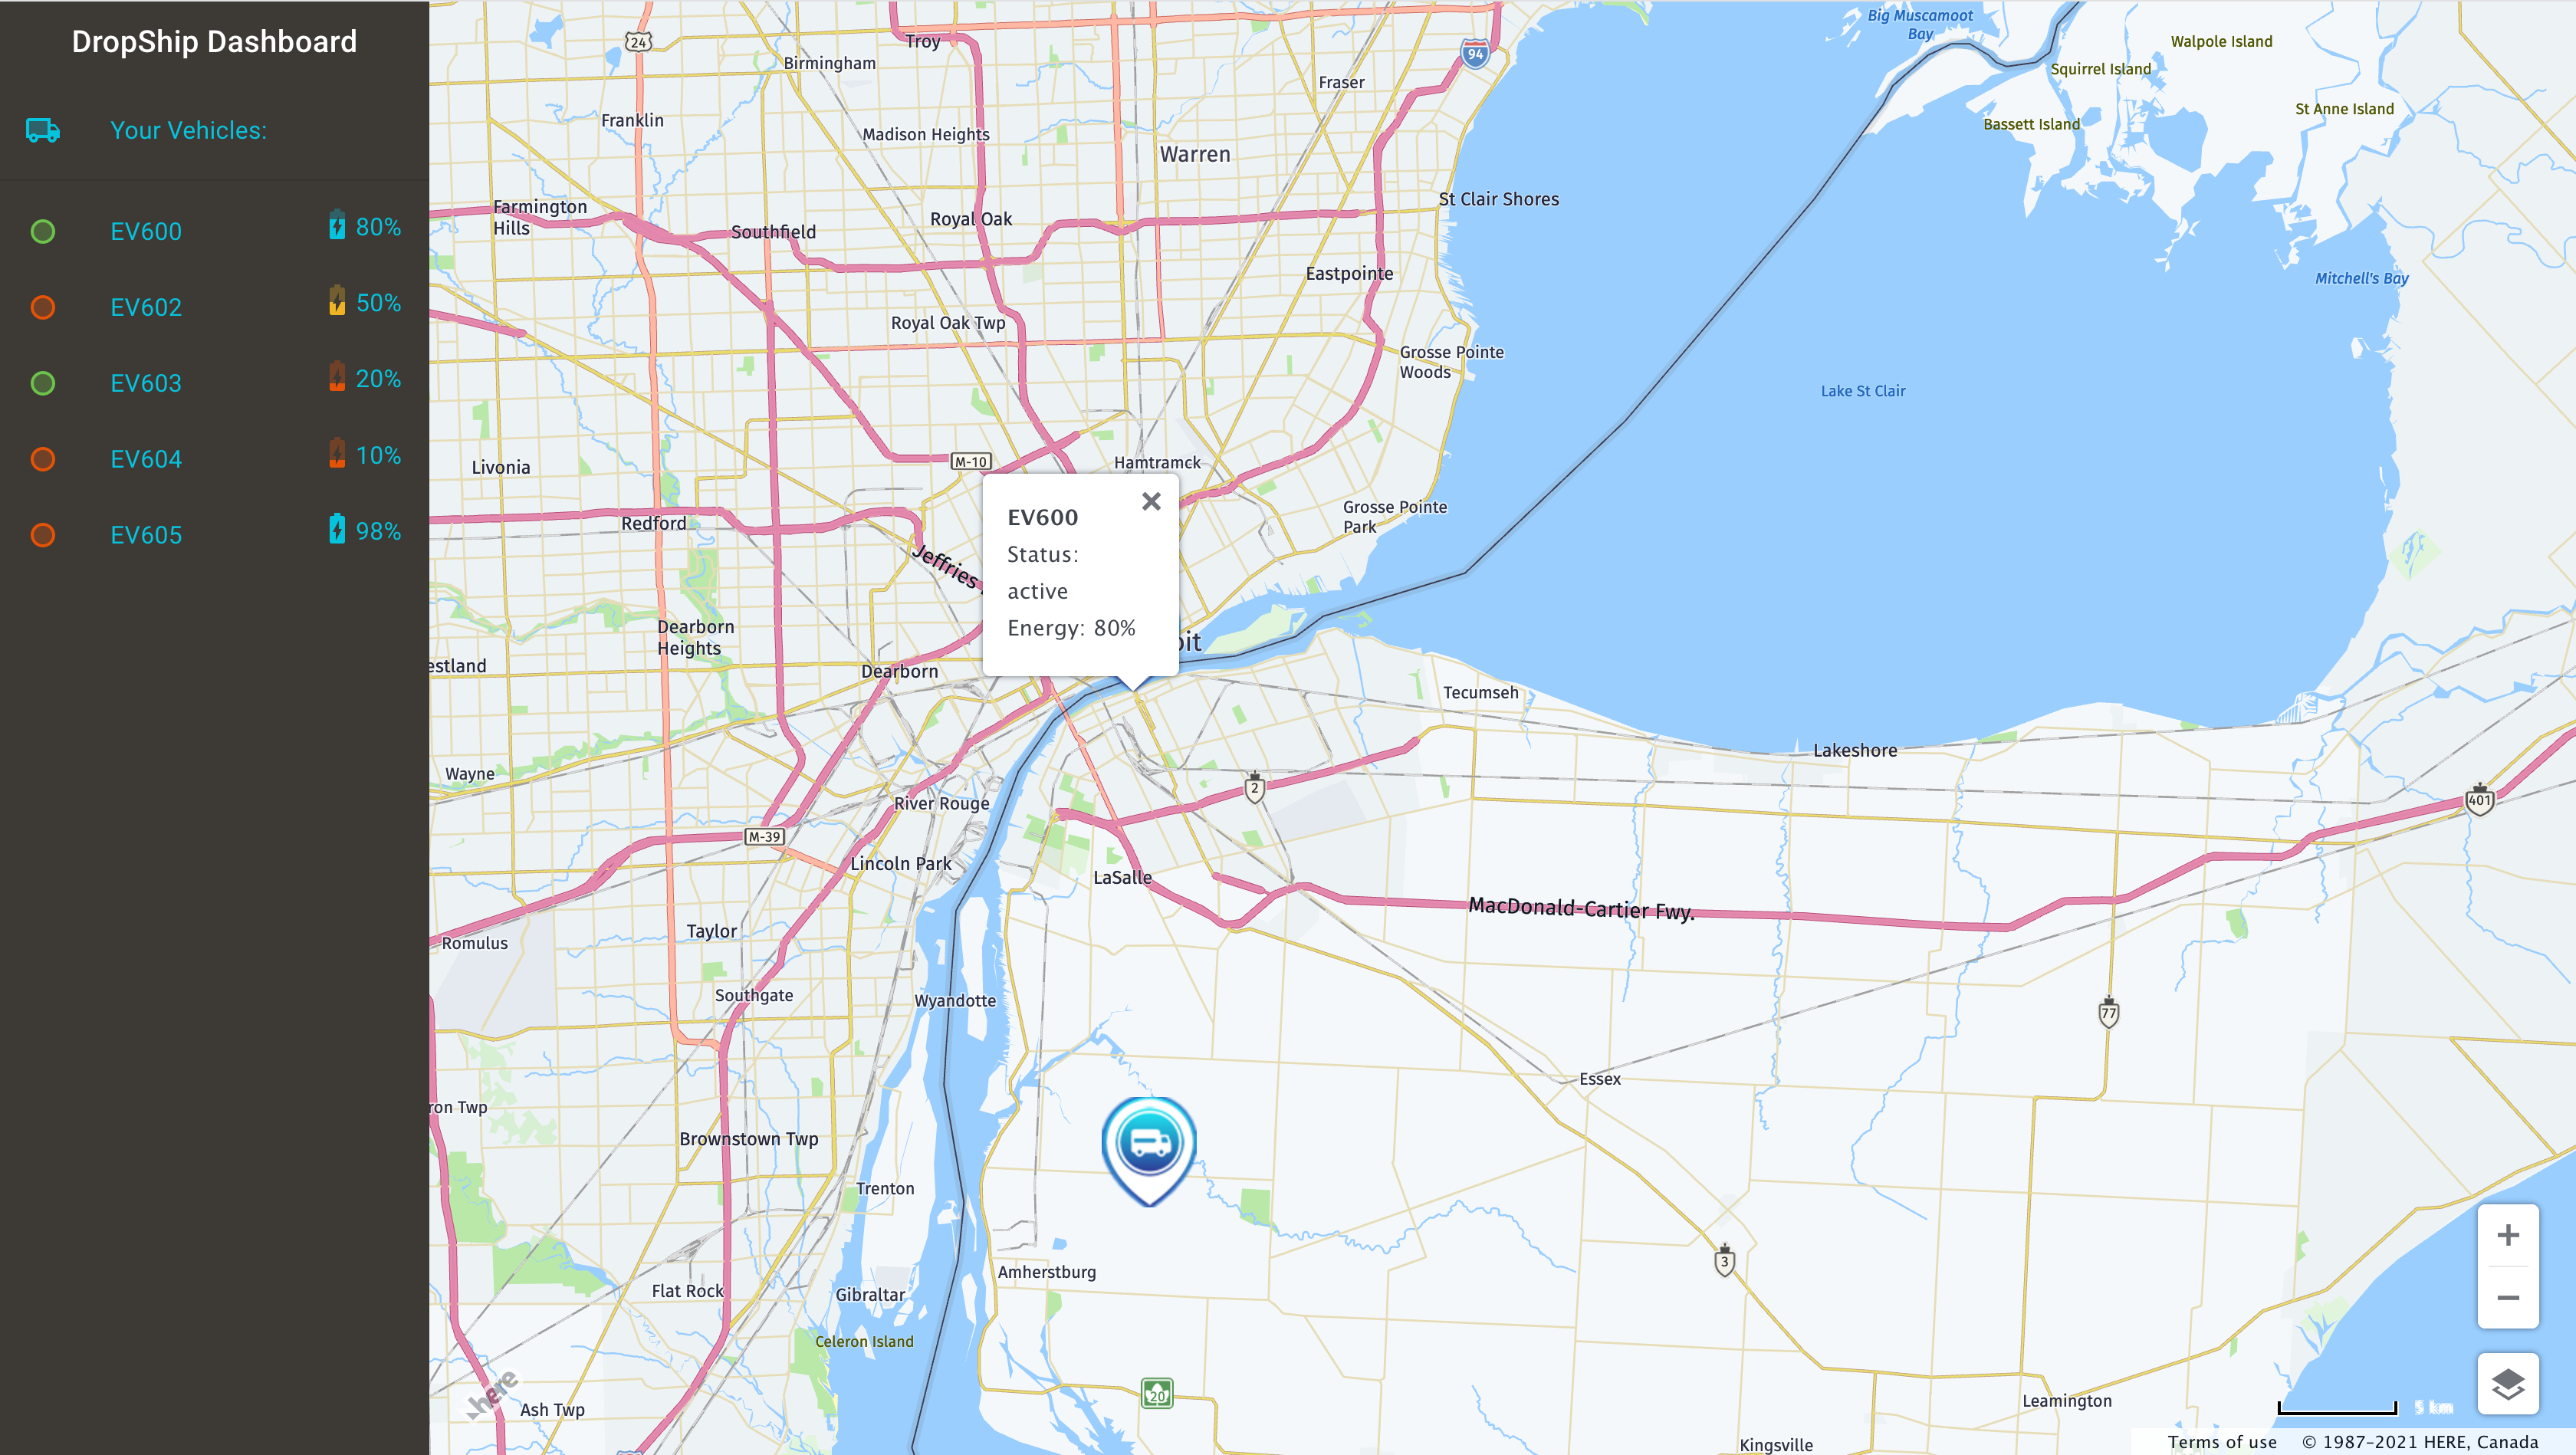 DropShip Dashboard
Your Vehicles:
EV600 80%
EV602 50%
EV603 20%
EV604 10%
EV605 98%
24
Troy
Birmingham
94
Fraser
Big Muscamoot
Bay
Walpole Island
Squirrel Island
St Anne Island
Bassett Island
Franklin
Madison Heights
Warren
St Clair Shores
Farmington
Hills
Southfield
Royal Oak
Eastpointe
Mitchell's Bay
Royal Oak Twp
Grosse Pointe
Woods
Lake St Clair
Livonia
M-10
Hamtramck
Redford
Grosse Pointe
Park
Jeffries
EV600
Status:
active
Energy: 80%
oit
Dearborn
Heights
estland
Dearborn
Tecumseh
Lakeshore
Wayne
2
401
River Rouge
M-39
Lincoln Park
LaSalle
MacDonald-Cartier Fwy.
Taylor
Romulus
Southgate
Wyandotte
77
Essex
ron Twp
Brownstown Twp
Trenton
3
Amherstburg
Flat Rock
Gibraltar
Celeron Island
here
Ash Twp
20
Leamington
5 km
Kingsville
Terms of use © 1987-2021 HERE, Canada